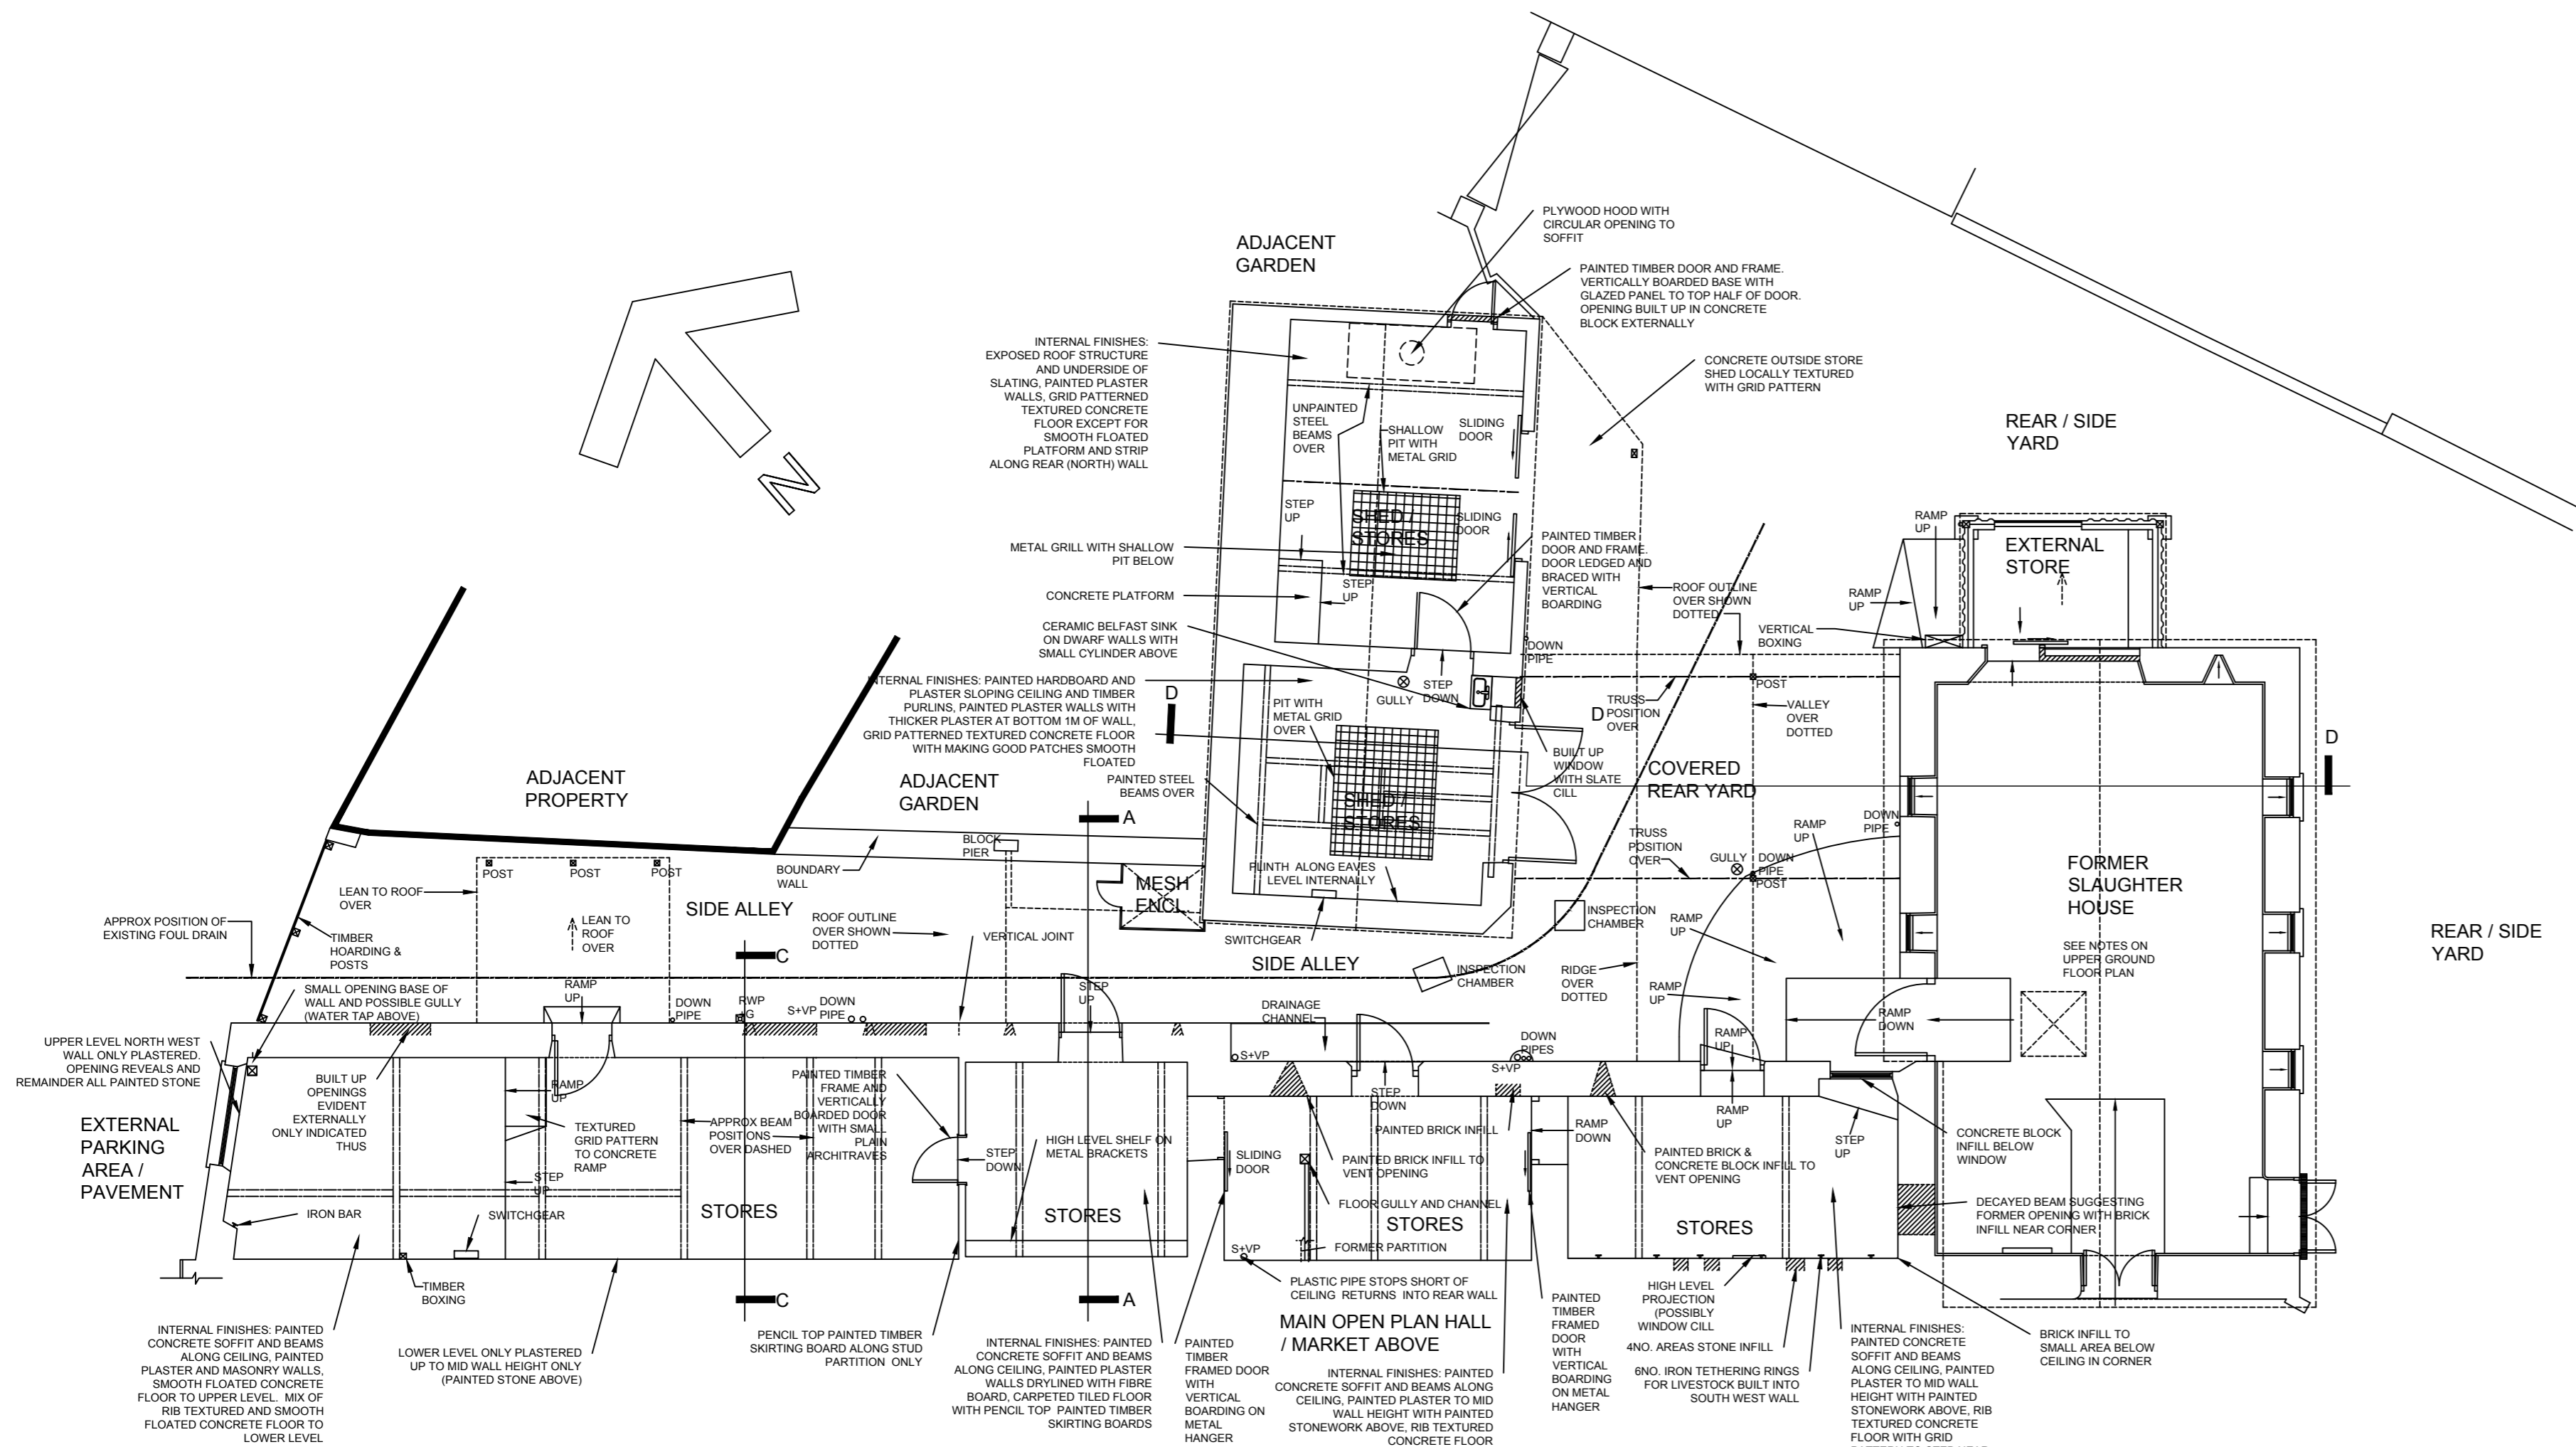 PLYWOOD HOOD WITH
CIRCULAR OPENING TO
SOFFIT
ADJACENT
GARDEN
PAINTED TIMBER DOOR AND FRAME.
VERTICALLY BOARDED BASE WITH
GLAZED PANEL TO TOP HALF OF DOOR.
OPENING BUILT UP IN CONCRETE
BLOCK EXTERNALLY
INTERNAL FINISHES:
EXPOSED ROOF STRUCTURE
AND UNDERSIDE OF
SLATING, PAINTED PLASTER
WALLS, GRID PATTERNED
TEXTURED CONCRETE
FLOOR EXCEPT FOR
SMOOTH FLOATED
PLATFORM AND STRIP
ALONG REAR (NORTH) WALL
CONCRETE OUTSIDE STORE
SHED LOCALLY TEXTURED
WITH GRID PATTERN
N
UNPAINTED
STEEL
BEAMS
OVER
SHALLOW
PIT WITH
METAL GRID
SLIDING
DOOR
REAR / SIDE
YARD
STEP
UP
SHED /
STORES
SLIDING
DOOR
METAL GRILL WITH SHALLOW
PIT BELOW
STEP
UP
PAINTED TIMBER
DOOR AND FRAME.
DOOR LEDGED AND
BRACED WITH
VERTICAL
BOARDING
RAMP
UP
EXTERNAL
STORE
CONCRETE PLATFORM
ROOF OUTLINE
OVER SHOWN
DOTTED
RAMP
UP
CERAMIC BELFAST SINK
ON DWARF WALLS WITH
SMALL CYLINDER ABOVE
VERTICAL
BOXING
DOWN
PIPE
INTERNAL FINISHES: PAINTED HARDBOARD AND
PLASTER SLOPING CEILING AND TIMBER
PURLINS, PAINTED PLASTER WALLS WITH
THICKER PLASTER AT BOTTOM 1M OF WALL,
GRID PATTERNED TEXTURED CONCRETE FLOOR
WITH MAKING GOOD PATCHES SMOOTH
FLOATED
D
PIT WITH
METAL GRID
OVER
GULLY
STEP
DOWN
D
TRUSS
POSITION
OVER
POST
VALLEY
OVER
DOTTED
BUILT UP
WINDOW
WITH SLATE
CILL
D
ADJACENT
PROPERTY
ADJACENT
GARDEN
PAINTED STEEL
BEAMS OVER
SHED /
STORES
COVERED
REAR YARD
A
BLOCK
PIER
TRUSS
POSITION
OVER
RAMP
UP
DOWN
PIPE
GULLY
DOWN
PIPE
POST
FORMER
SLAUGHTER
HOUSE
SEE NOTES ON
UPPER GROUND
FLOOR PLAN
REAR / SIDE
YARD
POST
POST
POST
BOUNDARY
WALL
MESH
ENCL
PLINTH ALONG EAVES
LEVEL INTERNALLY
LEAN TO ROOF
OVER
SIDE ALLEY
ROOF OUTLINE
OVER SHOWN
DOTTED
LEAN TO
ROOF
OVER
APPROX POSITION OF
EXISTING FOUL DRAIN
TIMBER
HOARDING &
POSTS
VERTICAL JOINT
SWITCHGEAR
INSPECTION
CHAMBER
RAMP
UP
C
SIDE ALLEY
INSPECTION
CHAMBER
RIDGE
OVER
DOTTED
RAMP
UP
SMALL OPENING BASE OF
WALL AND POSSIBLE GULLY
(WATER TAP ABOVE)
RAMP
UP
DOWN
PIPE
RWP
+G
S+VP
DOWN
PIPE
STEP
UP
DRAINAGE
CHANNEL
RAMP
DOWN
UPPER LEVEL NORTH WEST
WALL ONLY PLASTERED.
OPENING REVEALS AND
REMAINDER ALL PAINTED STONE
S+VP
DOWN
PIPES
S+VP
RAMP
UP
BUILT UP
OPENINGS
EVIDENT
EXTERNALLY
ONLY INDICATED
THUS
RAMP
UP
PAINTED TIMBER
FRAME AND
VERTICALLY
BOARDED DOOR
WITH SMALL
PLAIN
ARCHITRAVES
STEP
DOWN
RAMP
UP
EXTERNAL
PARKING
AREA /
PAVEMENT
TEXTURED
GRID PATTERN
TO CONCRETE
RAMP
APPROX BEAM
POSITIONS
OVER DASHED
HIGH LEVEL SHELF ON
METAL BRACKETS
PAINTED BRICK INFILL
RAMP
DOWN
STEP
UP
CONCRETE BLOCK
INFILL BELOW
WINDOW
STEP
DOWN
SLIDING
DOOR
PAINTED BRICK INFILL TO
VENT OPENING
PAINTED BRICK &
CONCRETE BLOCK INFILL TO
VENT OPENING
STEP
UP
IRON BAR
SWITCHGEAR
STORES
STORES
FLOOR GULLY AND CHANNEL
STORES
STORES
DECAYED BEAM SUGGESTING
FORMER OPENING WITH BRICK
INFILL NEAR CORNER
S+VP
FORMER PARTITION
TIMBER
BOXING
C
A
PLASTIC PIPE STOPS SHORT OF
CEILING RETURNS INTO REAR WALL
HIGH LEVEL
PROJECTION
(POSSIBLY
WINDOW CILL
MAIN OPEN PLAN HALL
/ MARKET ABOVE
INTERNAL FINISHES: PAINTED
CONCRETE SOFFIT AND BEAMS
ALONG CEILING, PAINTED
PLASTER AND MASONRY WALLS,
SMOOTH FLOATED CONCRETE
FLOOR TO UPPER LEVEL. MIX OF
RIB TEXTURED AND SMOOTH
FLOATED CONCRETE FLOOR TO
LOWER LEVEL
LOWER LEVEL ONLY PLASTERED
UP TO MID WALL HEIGHT ONLY
(PAINTED STONE ABOVE)
PENCIL TOP PAINTED TIMBER
SKIRTING BOARD ALONG STUD
PARTITION ONLY
INTERNAL FINISHES: PAINTED
CONCRETE SOFFIT AND BEAMS
ALONG CEILING, PAINTED PLASTER
WALLS DRYLINED WITH FIBRE
BOARD, CARPETED TILED FLOOR
WITH PENCIL TOP PAINTED TIMBER
SKIRTING BOARDS
PAINTED
TIMBER
FRAMED DOOR
WITH
VERTICAL
BOARDING ON
METAL
HANGER
INTERNAL FINISHES: PAINTED
CONCRETE SOFFIT AND BEAMS ALONG
CEILING, PAINTED PLASTER TO MID
WALL HEIGHT WITH PAINTED
STONEWORK ABOVE, RIB TEXTURED
CONCRETE FLOOR
PAINTED
TIMBER
FRAMED
DOOR
WITH
VERTICAL
BOARDING
ON METAL
HANGER
4NO. AREAS STONE INFILL
6NO. IRON TETHERING RINGS
FOR LIVESTOCK BUILT INTO
SOUTH WEST WALL
INTERNAL FINISHES:
PAINTED CONCRETE
SOFFIT AND BEAMS
ALONG CEILING, PAINTED
PLASTER TO MID WALL
HEIGHT WITH PAINTED
STONEWORK ABOVE, RIB
TEXTURED CONCRETE
FLOOR WITH GRID
BRICK INFILL TO
SMALL AREA BELOW
CEILING IN CORNER